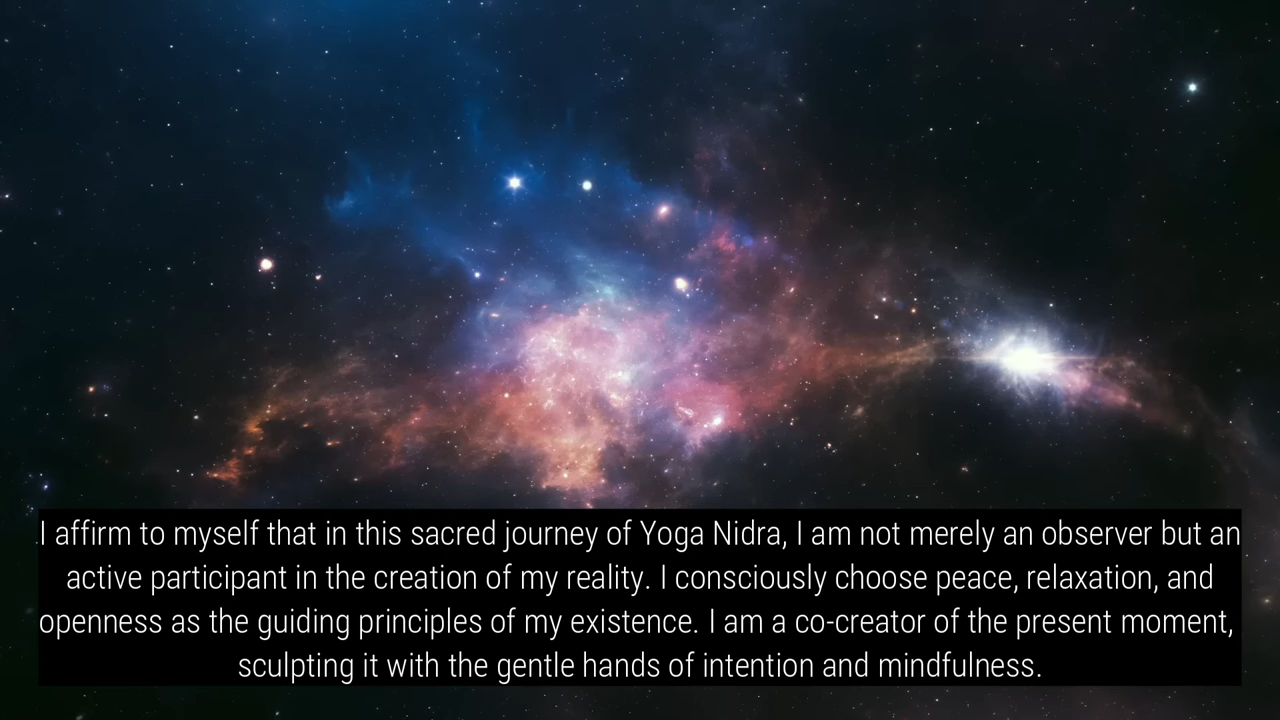 I affirm to myself that in this sacred journey of Yoga Nidra, I am not merely an observer but an
active participant in the creation of my reality. I consciously choose peace, relaxation, and
openness as the guiding principles of my existence. I am a co-creator of the present moment,
sculpting it with the gentle hands of intention and mindfulness.